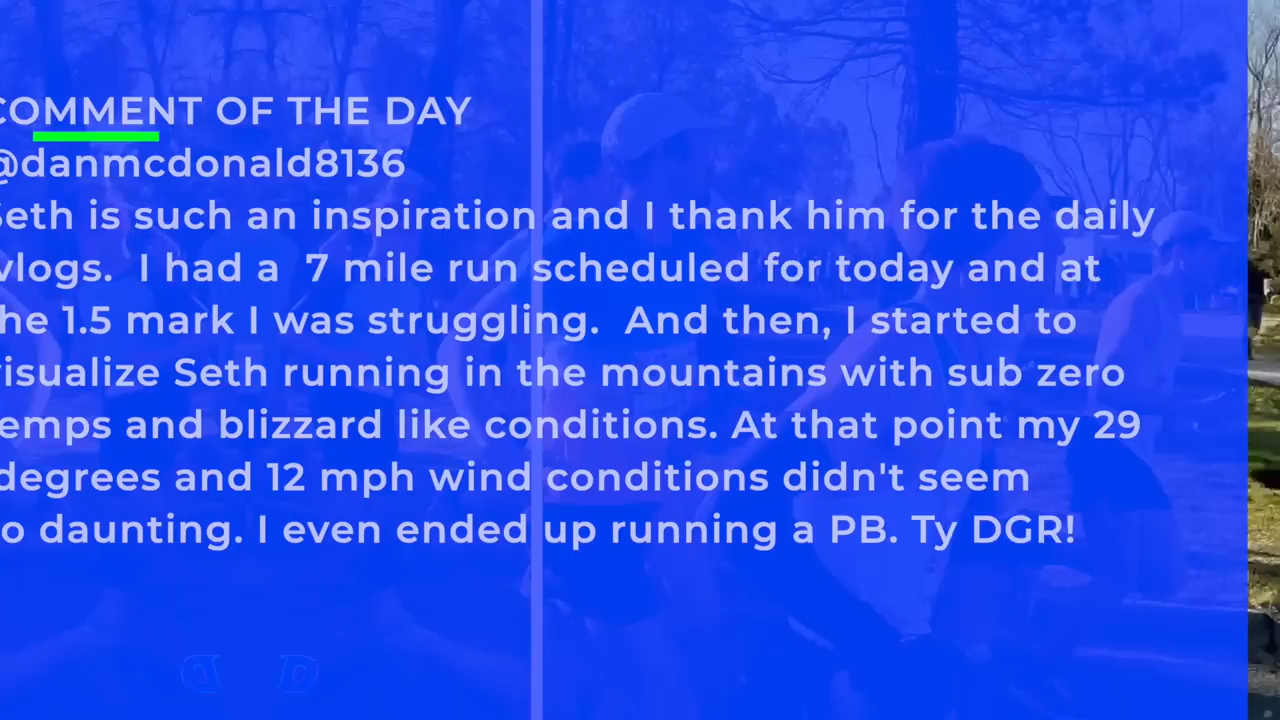 COMMENT OF THE DAY
@danmcdonald8136
Seth is such an inspiration and I thank him for the daily
vlogs. I had a 7 mile run scheduled for today and at
he 1.5 mark I was struggling. And then, I started to
visualize Seth running in the mountains with sub zero
emps and blizzard like conditions. At that point my 29
degrees and 12 mph wind conditions didn't seem
o daunting. I even ended up running a PB. Ty DGR!